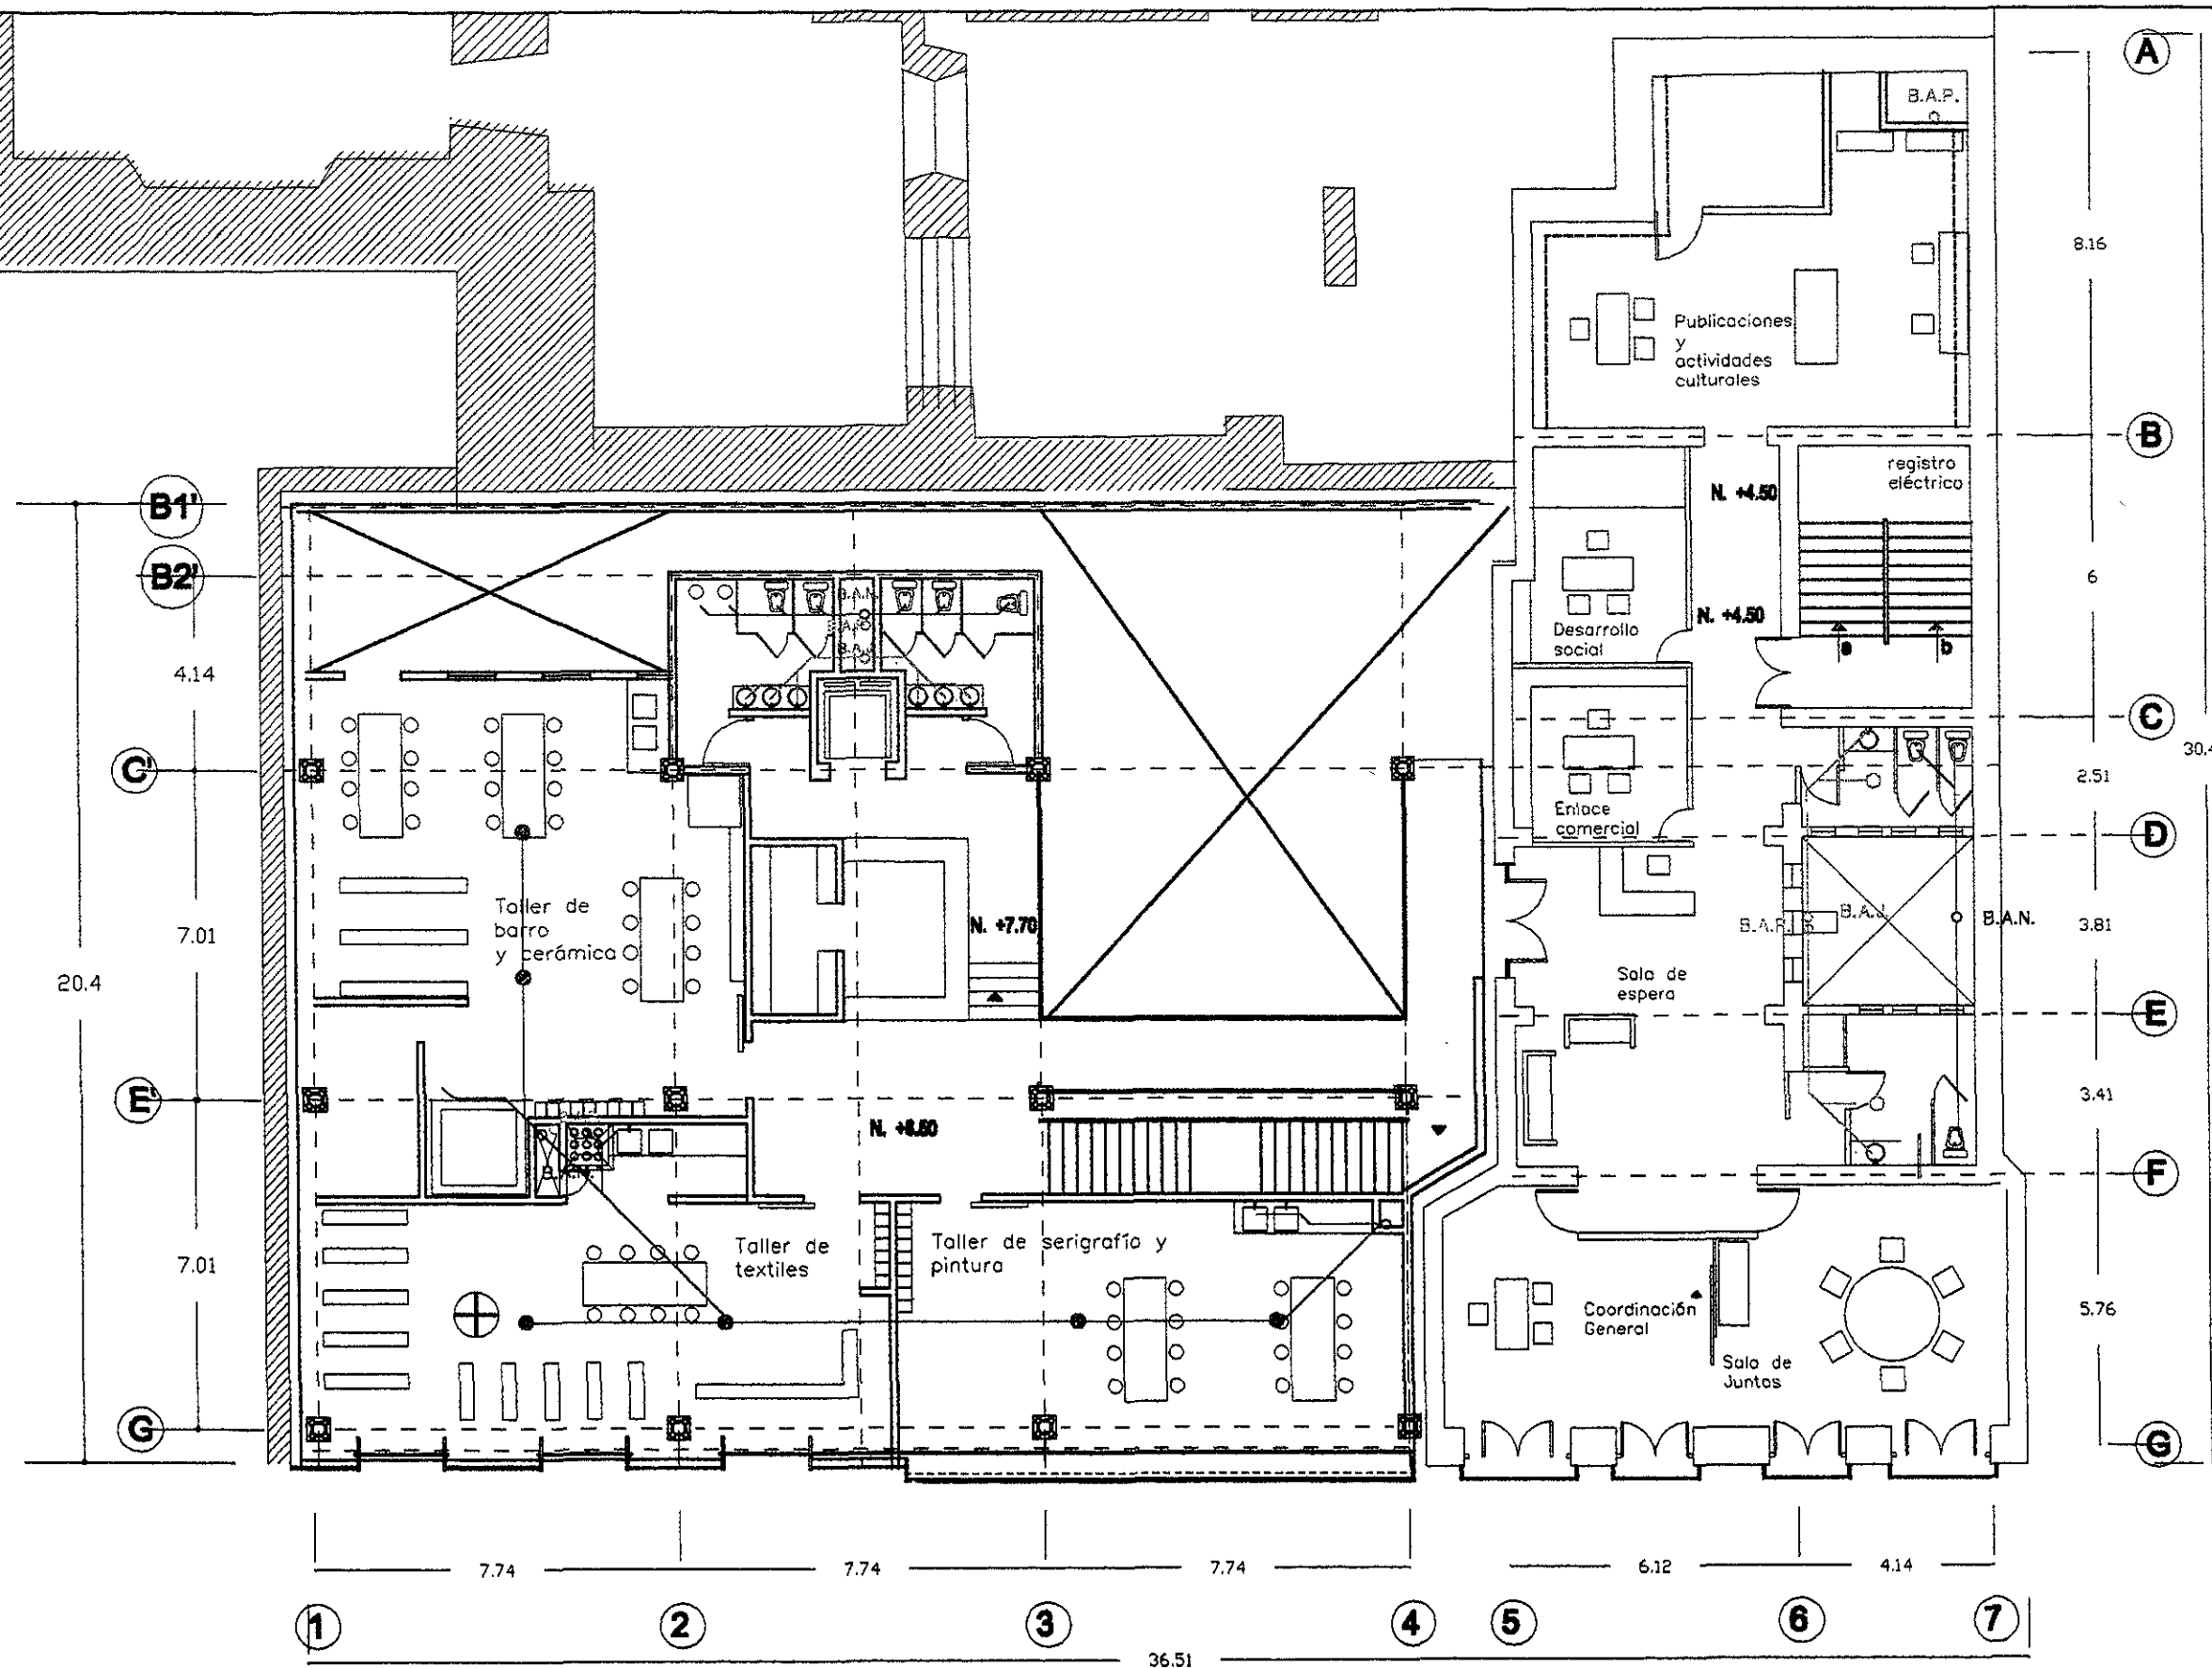 A
B.A.P.
8.16
Publicaciones
y
actividades
culturales
B
registro
eléctrico
N. +4.50
B1'
B2'
6
B.A.N.
N. +4.50
Desarrollo
social
a
b
4.14
C
30.4
C'
2.51
Enlace
comercial
D
Taller de
barro
y cerámica
N. +7.70
B.A.P.
B.A.J.
B.A.N.
3.81
7.01
20.4
Sala de
espera
E
E'
3.41
N. +6.60
F
7.01
Taller de
textiles
Taller de serigrafía y
pintura
Coordinación
General
5.76
Sala de
Juntas
G
G
7.74
7.74
7.74
6.12
4.14
1
2
3
4
5
6
7
36.51